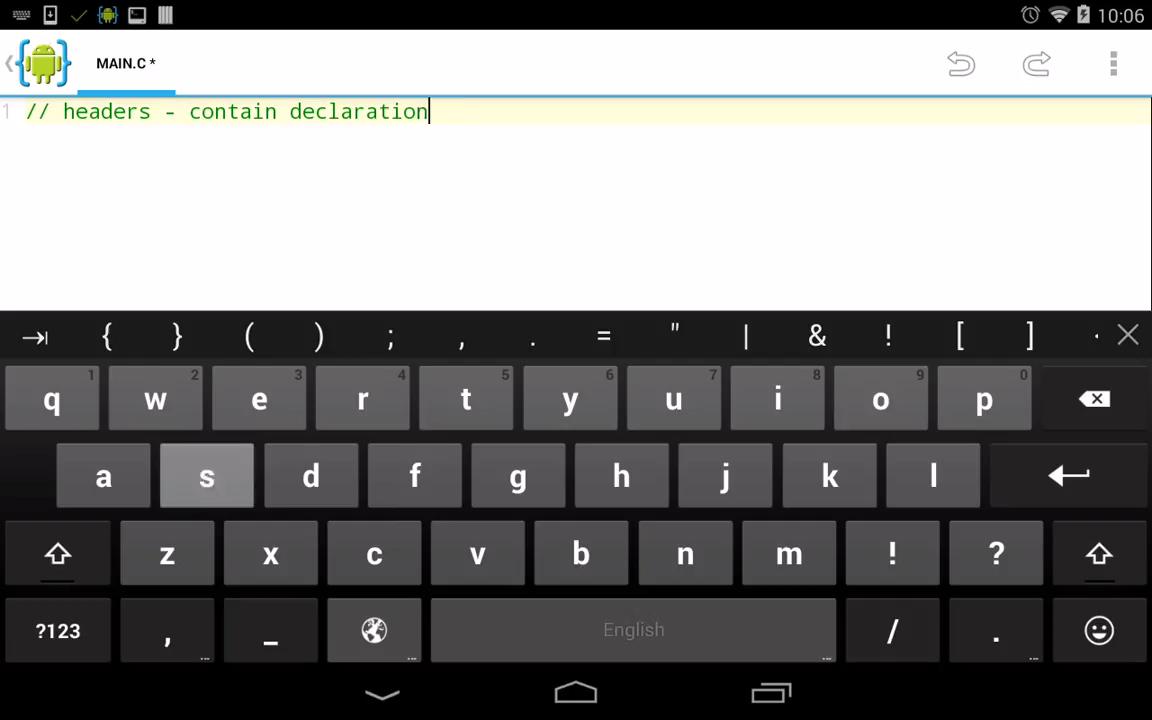 10:06
MAIN.C *
1 // headers - contain declaration
{ } ( ) ; , . = " | & ! [ ]
q 1 w 2 e 3 r 4 t 5 y 6 u 7 i 8 o 9 p 0
a s d f g h j k l
z x c v b n m ! ?
?123 , ... _ ... English ... / . ...